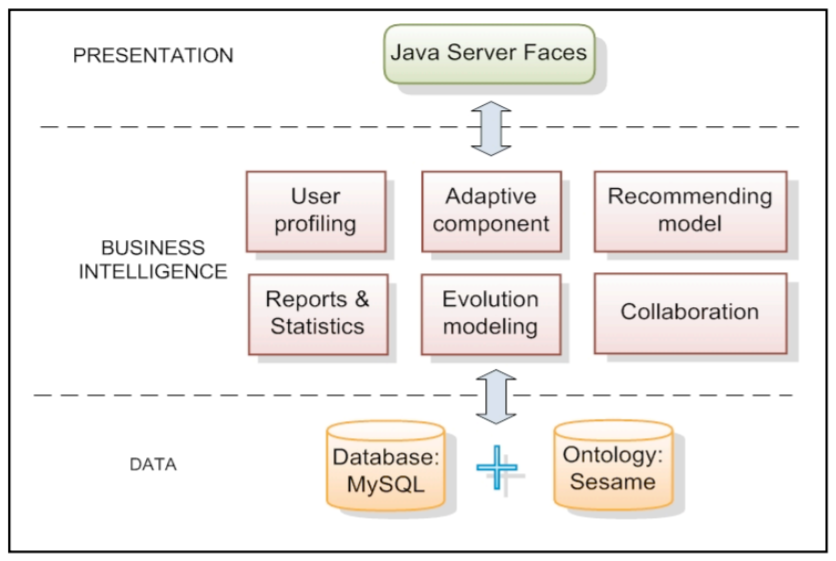 PRESENTATION
Java Server Faces
User
profiling
Adaptive
component
Recommending
model
BUSINESS
INTELLIGENCE
Reports &
Statistics
Evolution
modeling
Collaboration
DATA
Database:
MySQL
Ontology:
Sesame